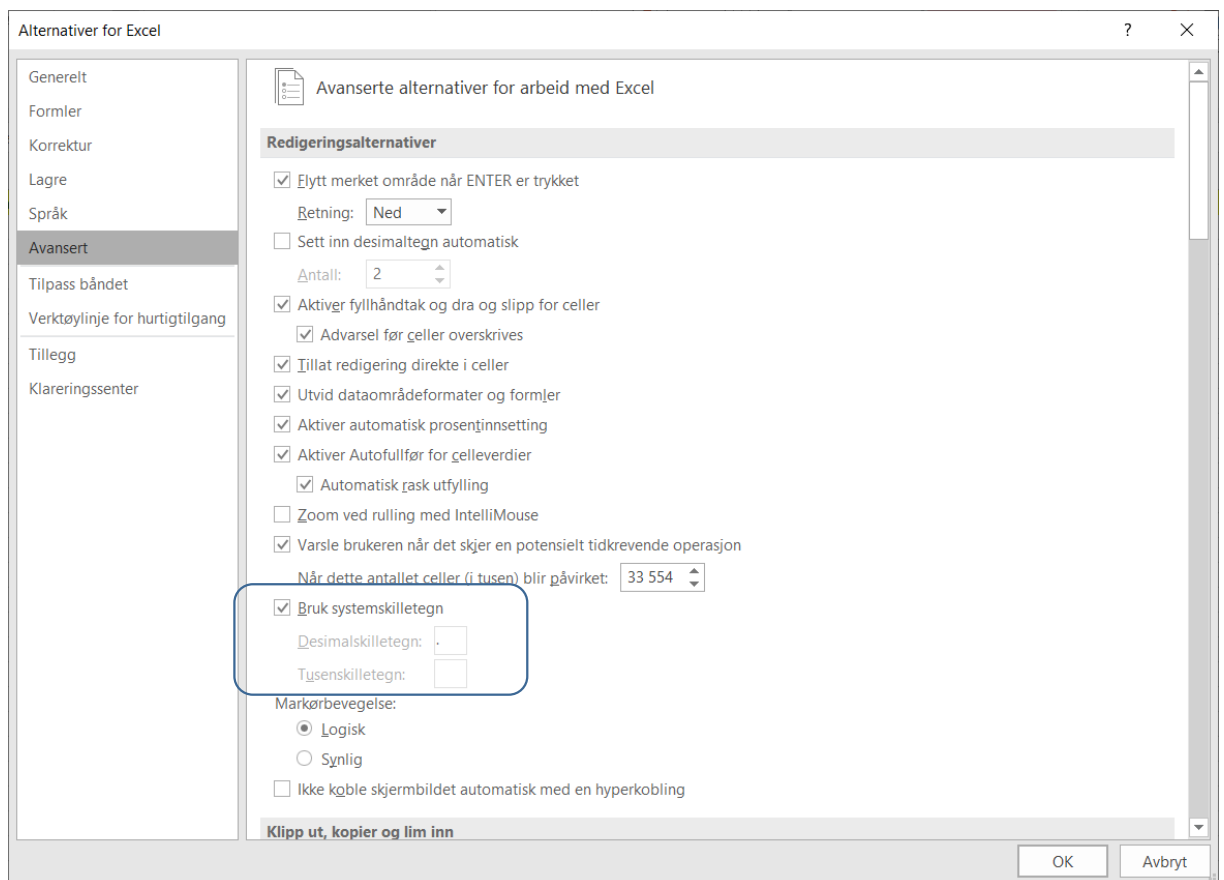 Alternativer for Excel
?
Generelt
Formler
Korrektur
Lagre
Språk
Avansert
Tilpass båndet
Verktøylinje for hurtigtilgang
Tillegg
Klareringssenter
Avanserte alternativer for arbeid med Excel
Redigeringsalternativer
Flytt merket område når ENTER er trykket
Retning: Ned
Sett inn desimaltegn automatisk
Antall: 2
Aktiver fyllhåndtak og dra og slipp for celler
Advarsel før celler overskrives
Tillat redigering direkte i celler
Utvid dataområdeformater og formler
Aktiver automatisk prosentinnsetting
Aktiver Autofullfør for celleverdier
Automatisk rask utfylling
Zoom ved rulling med IntelliMouse
Varsle brukeren når det skjer en potensielt tidkrevende operasjon
Når dette antallet celler (i tusen) blir påvirket: 33 554
Bruk systemskilletegn
Desimalskilletegn: .
Tusenskilletegn:
Markørbevegelse:
Logisk
Synlig
Ikke koble skjermbildet automatisk med en hyperkobling
Klipp ut, kopier og lim inn
OK
Avbryt